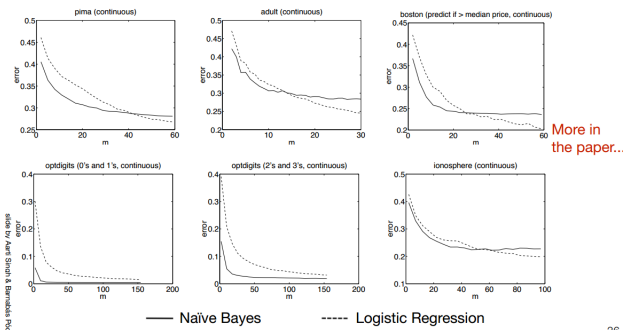 pima (continuous)
adult (continuous)
boston (predict if > median price, continuous)
0.5
0.45
0.4
0.35
0.3
0.25
0 20 40 60
error
m
0.5
0.4
0.3
0.2
0 10 20 30
error
m
0.45
0.4
0.35
0.3
0.25
0.2
0 20 40 60
error
m
More in
the paper...
optdigits (0's and 1's, continuous)
optdigits (2's and 3's, continuous)
ionosphere (continuous)
0.4
0.3
0.2
0.1
0
0 50 100 150 200
error
m
0.4
0.3
0.2
0.1
0
0 50 100 150 200
error
m
0.5
0.4
0.3
0.2
0.1
0 20 40 60 80 100
error
m
Naïve Bayes
Logistic Regression
slide by Aarti Singh & Barnabás